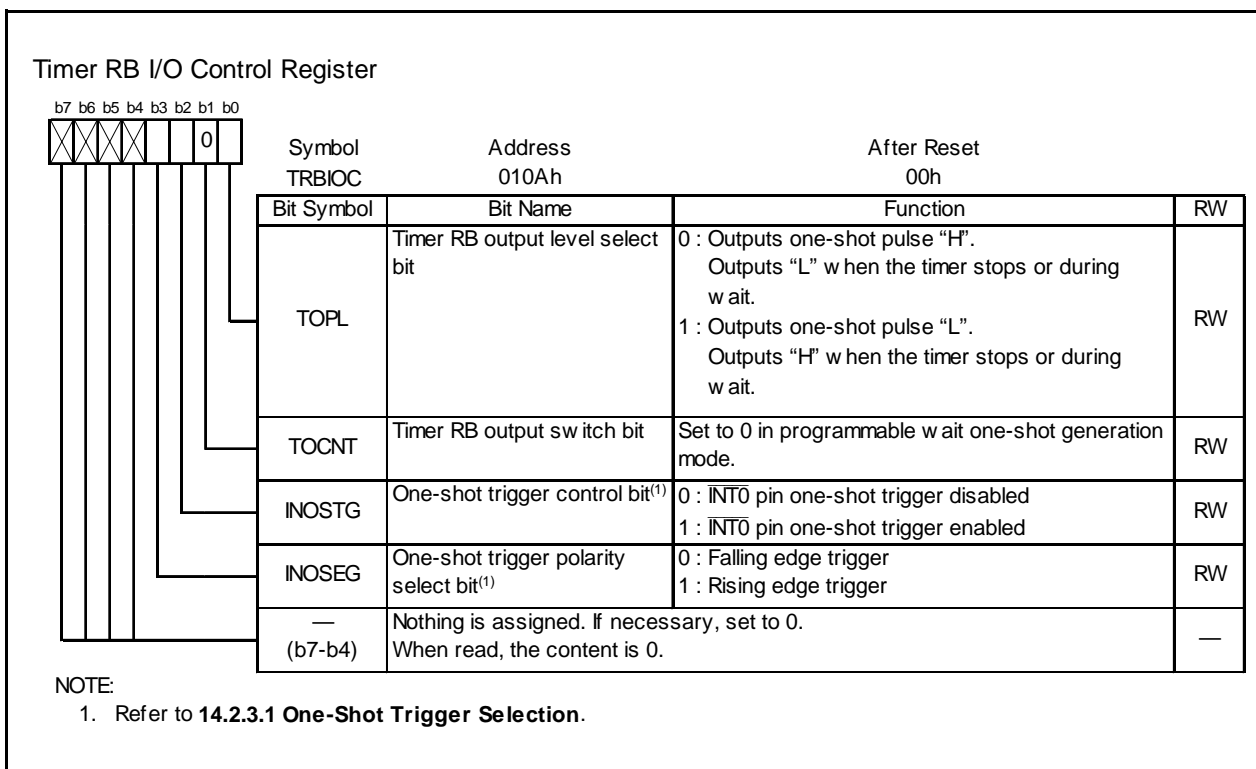 Timer RB I/O Control Register
b7 b6 b5 b4 b3 b2 b1 b0
0
Symbol Address After Reset
TRBIOC 010Ah 00h
Bit Symbol Bit Name Function RW
TOPL
Timer RB output level select
bit
0 : Outputs one-shot pulse “H”.
Outputs “L” when the timer stops or during
wait.
1 : Outputs one-shot pulse “L”.
Outputs “H” when the timer stops or during
wait.
RW
TOCNT
Timer RB output switch bit
Set to 0 in programmable wait one-shot generation
mode.
RW
INOSTG
One-shot trigger control bit(1)
0 : INT0 pin one-shot trigger disabled
1 : INT0 pin one-shot trigger enabled
RW
INOSEG
One-shot trigger polarity
select bit(1)
0 : Falling edge trigger
1 : Rising edge trigger
RW
—
(b7-b4)
Nothing is assigned. If necessary, set to 0.
When read, the content is 0.
—
NOTE:
1. Refer to 14.2.3.1 One-Shot Trigger Selection.